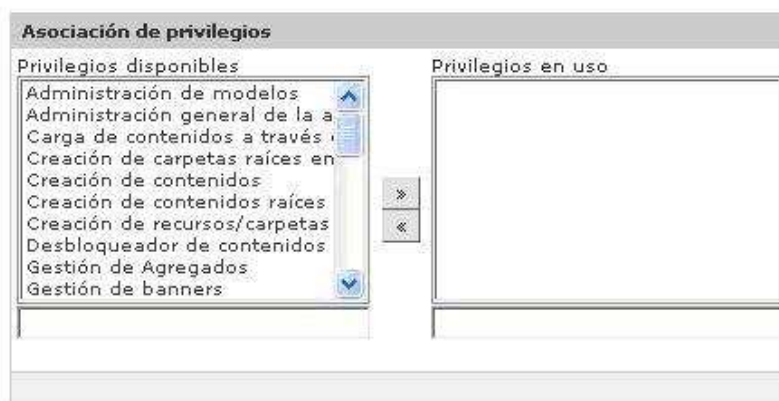 Asociación de privilegios
Privilegios disponibles
Privilegios en uso
Administración de modelos
Administración general de la a
Carga de contenidos a través
Creación de carpetas raíces en
Creación de contenidos
Creación de contenidos raíces
Creación de recursos/carpetas
Desbloqueador de contenidos
Gestión de Agregados
Gestión de banners
»
«